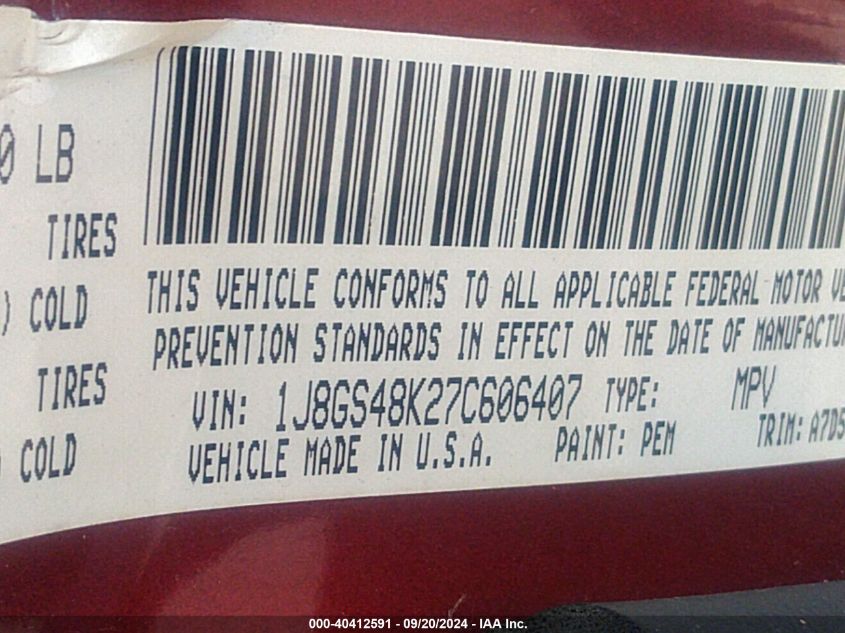 0 LB
TIRES
) COLD
TIRES
COLD
THIS VEHICLE CONFORMS TO ALL APPLICABLE FEDERAL MOTOR VE
PREVENTION STANDARDS IN EFFECT ON THE DATE OF MANUFACTU
VIN: 1J8GS48K27C606407 TYPE: MPV
VEHICLE MADE IN U.S.A. PAINT: PEM TRIM: A7D5
000-40412591 - 09/20/2024 - IAA Inc.